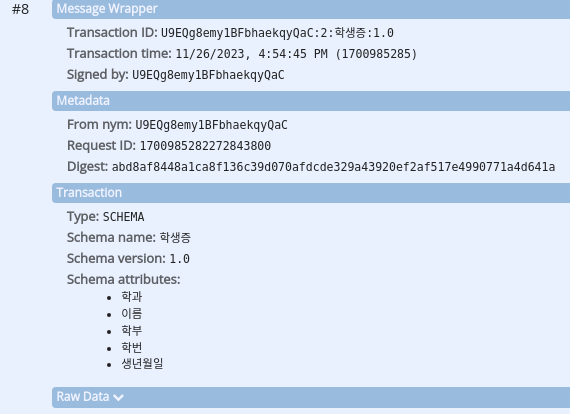 #8
Message Wrapper
Transaction ID: U9EQg8emy1BFbhaekqyQaC:2:학생증:1.0
Transaction time: 11/26/2023, 4:54:45 PM (1700985285)
Signed by: U9EQg8emy1BFbhaekqyQaC
Metadata
From nym: U9EQg8emy1BFbhaekqyQaC
Request ID: 1700985282272843800
Digest: abd8af8448a1ca8f136c39d070afdcde329a43920ef2af517e4990771a4d641a
Transaction
Type: SCHEMA
Schema name: 학생증
Schema version: 1.0
Schema attributes:
• 학과
• 이름
• 학부
• 학번
• 생년월일
Raw Data